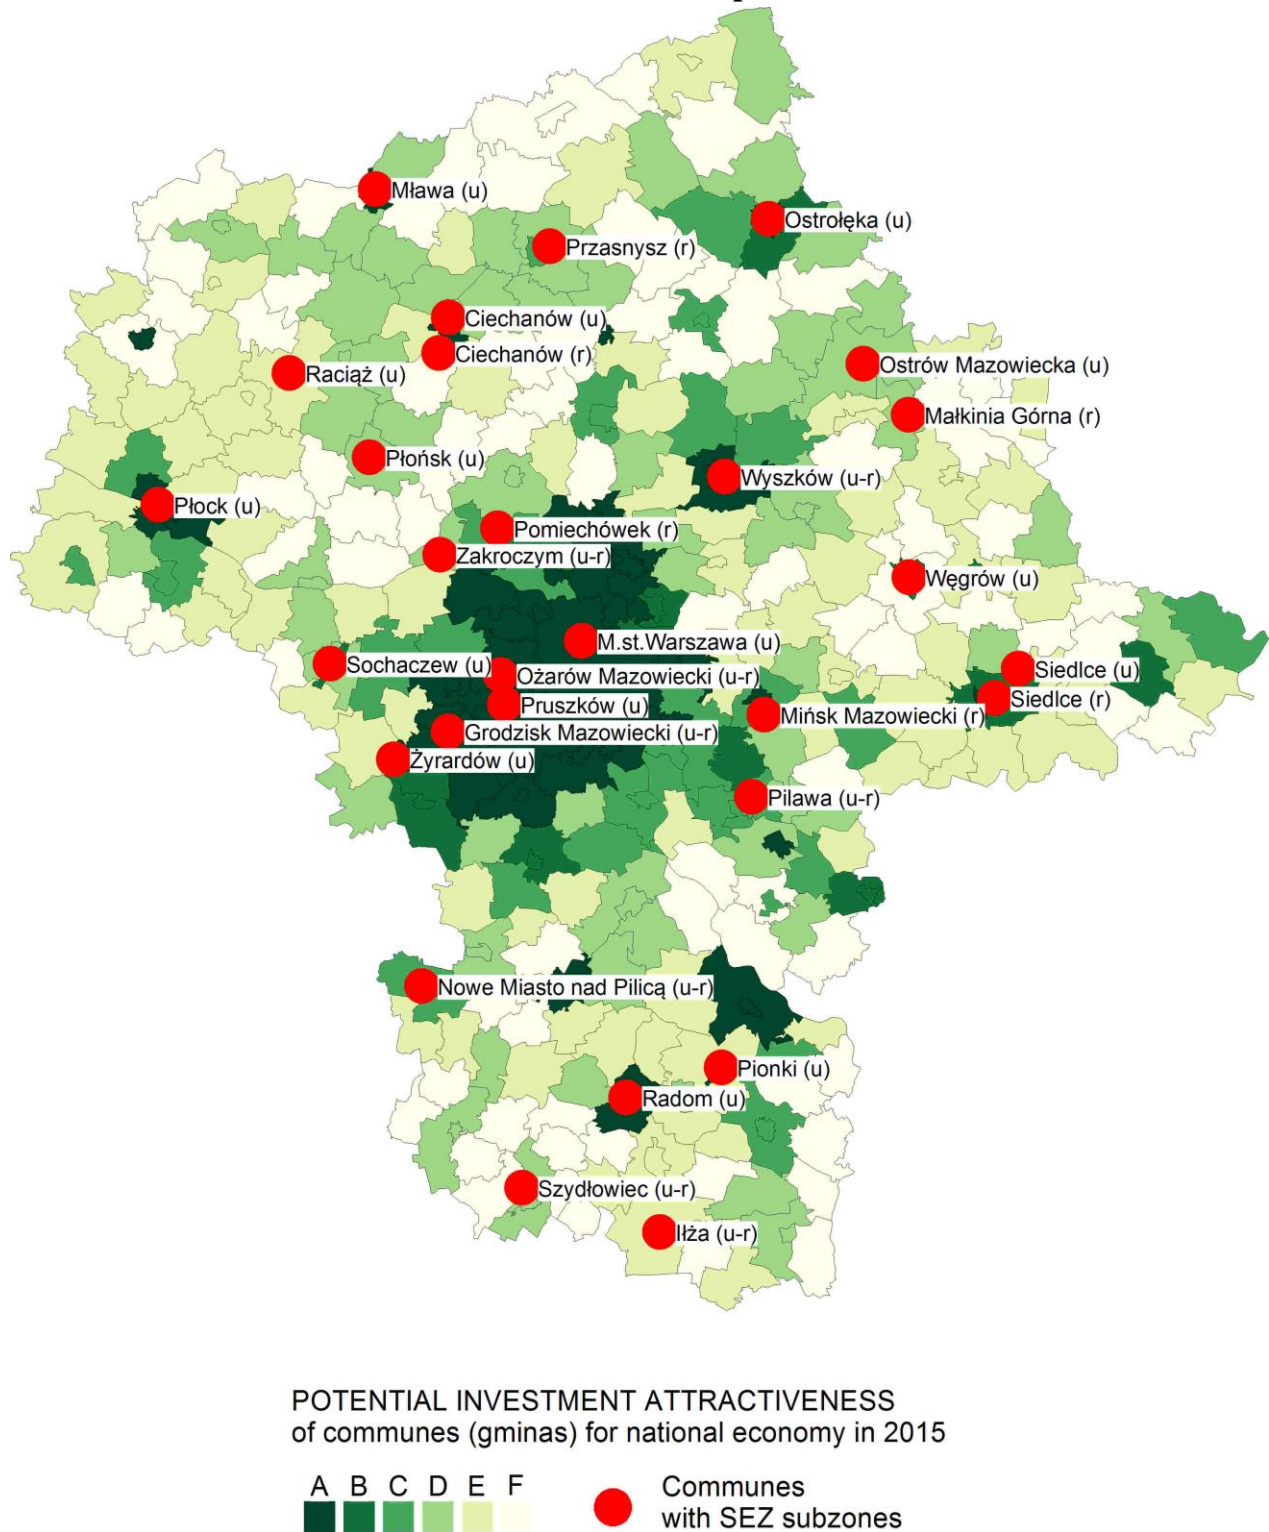 Mława (u)
Ostrołęka (u)
Przasnysz (r)
Ciechanów (u)
Ciechanów (r)
Ostrów Mazowiecka (u)
Raciąż (u)
Małkinia Górna (r)
Płońsk (u)
Wyszków (u-r)
Płock (u)
Pomiechówek (r)
Zakroczym (u-r)
Węgrów (u)
M.st.Warszawa (u)
Sochaczew (u)
Siedlce (u)
Ożarów Mazowiecki (u-r)
Siedlce (r)
Pruszków (u)
Mińsk Mazowiecki (r)
Grodzisk Mazowiecki (u-r)
Żyrardów (u)
Pilawa (u-r)
Nowe Miasto nad Pilicą (u-r)
Pionki (u)
Radom (u)
Szydłowiec (u-r)
Iłża (u-r)
POTENTIAL INVESTMENT ATTRACTIVENESS
of communes (gminas) for national economy in 2015
A B C D E F
Communes
with SEZ subzones